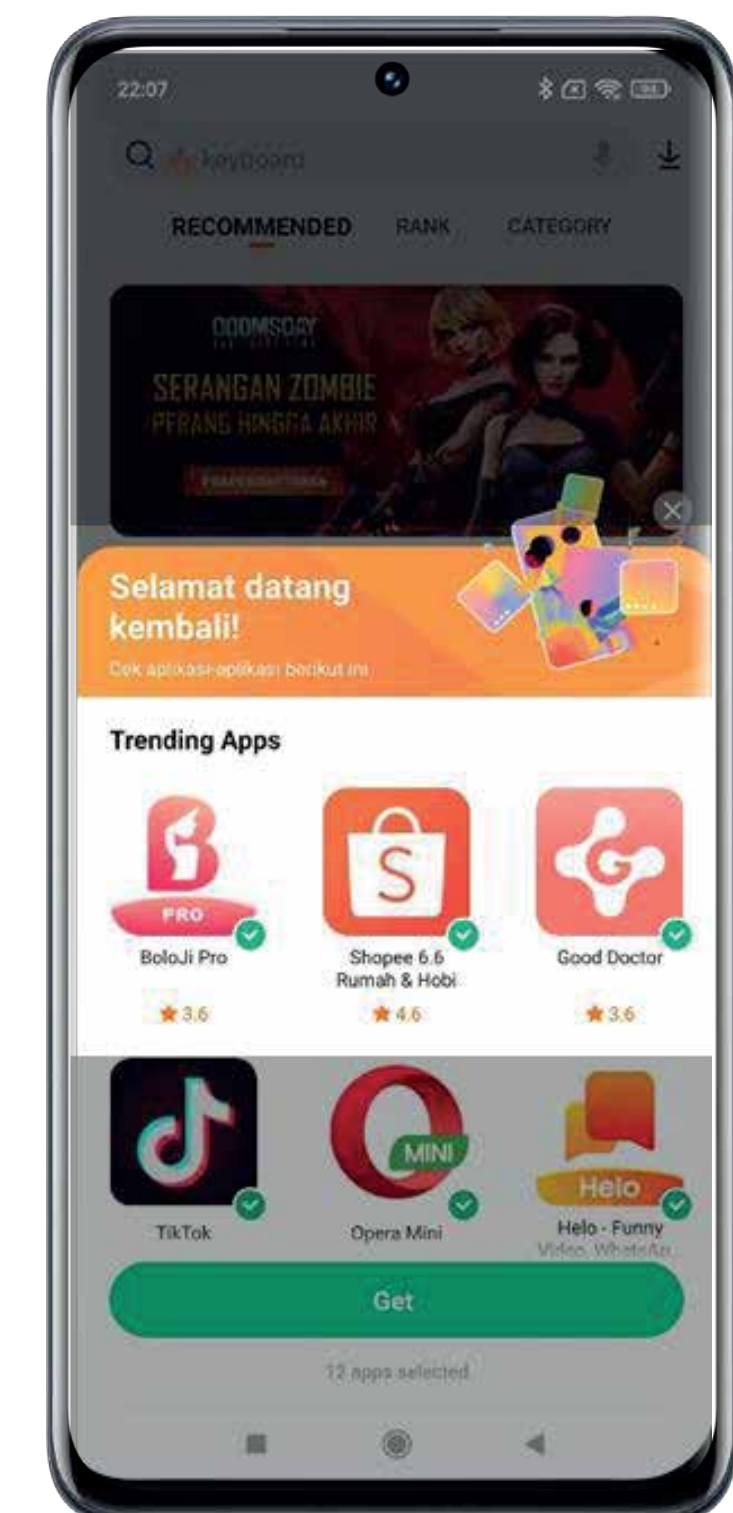 22:07
keyboard
RECOMMENDED RANK CATEGORY
DOOMSDAY
SERANGAN ZOMBIE
PERANG HINGGA AKHIR
Selamat datang
kembali!
Cek aplikasi-aplikasi berikut ini
Trending Apps
B
PRO
S
G
BoloJi Pro
Shopee 6.6
Rumah & Hobi
Good Doctor
3.6
4.6
3.6
MINI
Helo
TikTok
Opera Mini
Helo - Funny
Video, WhatsAp
Get
12 apps selected